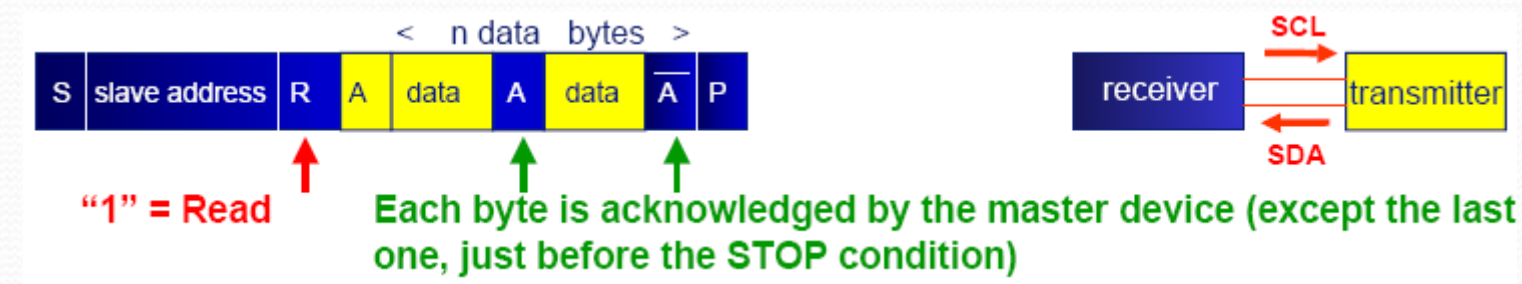 < n data bytes >
S slave address R A data A data A̅ P
"1" = Read
Each byte is acknowledged by the master device (except the last
one, just before the STOP condition)
SCL
receiver transmitter
SDA